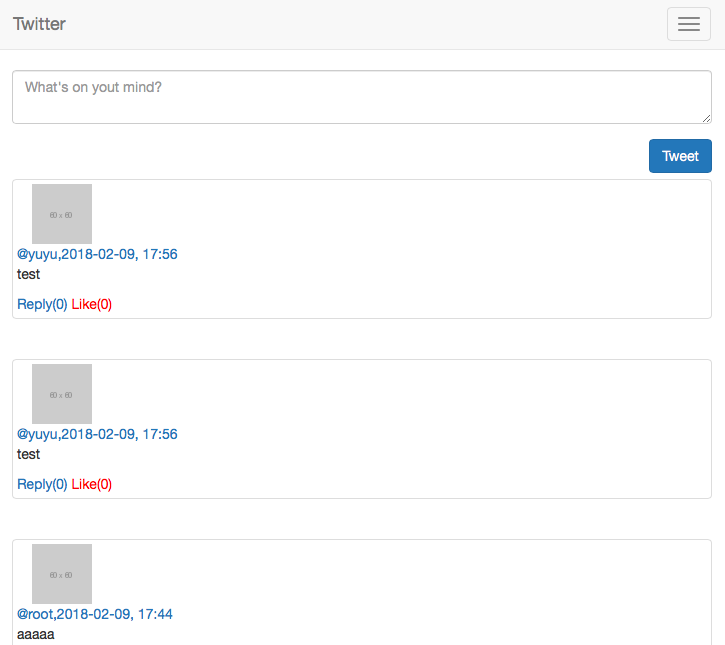 Twitter
What's on yout mind?
Tweet
60 x 60
@yuyu,2018-02-09, 17:56
test
Reply(0) Like(0)
60 x 60
@yuyu,2018-02-09, 17:56
test
Reply(0) Like(0)
60 x 60
@root,2018-02-09, 17:44
aaaaa